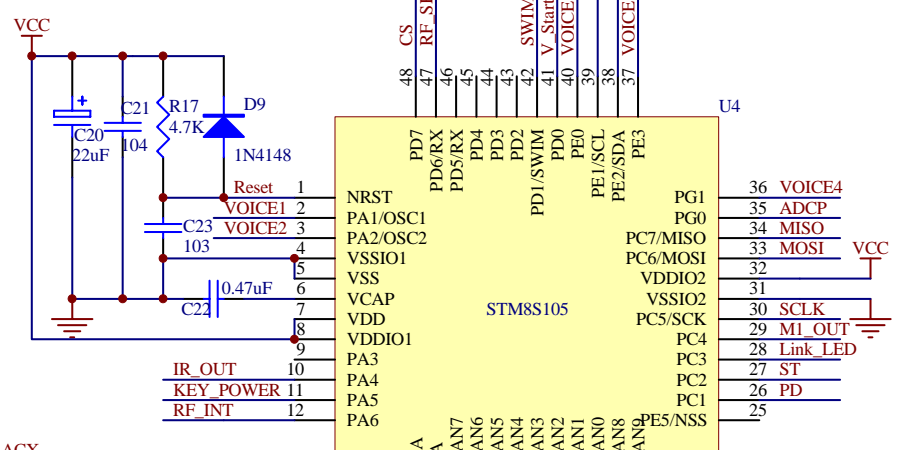 VCC
CS
RF_SI
SWIM
V_Start
VOICE
VOICE
48
47
46
45
44
43
42
41
40
39
38
37
U4
C20
22uF
C21
104
R17
4.7K
D9
1N4148
PD7
PD6/RX
PD5/RX
PD4
PD3
PD2
PD1/SWIM
PD0
PE0
PE1/SCL
PE2/SDA
PE3
Reset 1 NRST
VOICE1 2 PA1/OSC1
VOICE2 3 PA2/OSC2
4 VSSIO1
5 VSS
6 VCAP
7 VDD
8 VDDIO1
9 PA3
IR_OUT 10 PA4
KEY_POWER 11 PA5
RF_INT 12 PA6
C23
103
C22
0.47uF
STM8S105
PG1 36 VOICE4
PG0 35 ADCP
PC7/MISO 34 MISO
PC6/MOSI 33 MOSI
VDDIO2 32
VCC
VSSIO2 31
PC5/SCK 30 SCLK
PC4 29 M1_OUT
PC3 28 Link_LED
PC2 27 ST
PC1 26 PD
PE5/NSS 25
A
A
AN7
AN6
AN5
AN4
AN3
AN2
AN1
AN0
AN8
AN9